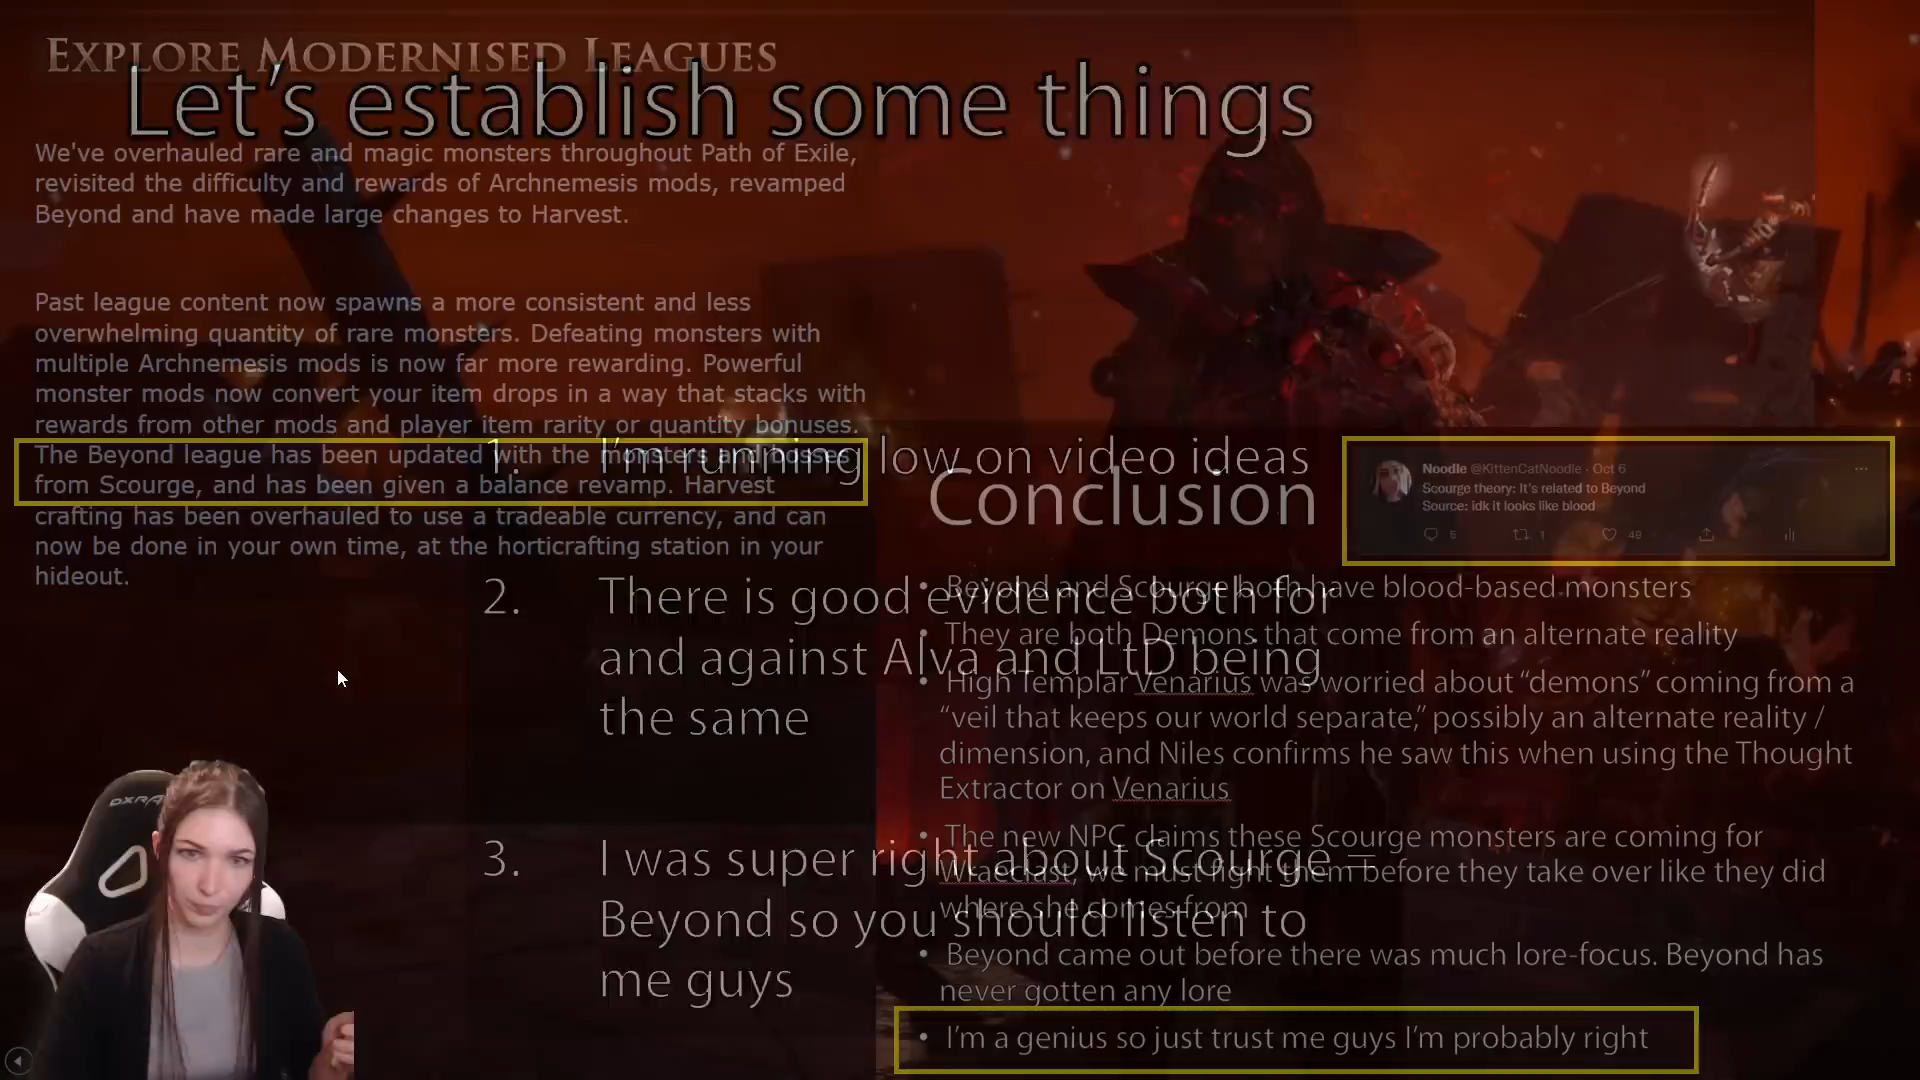 EXPLORE MODERNISED LEAGUES
Let's establish some things
We've overhauled rare and magic monsters throughout Path of Exile,
revisited the difficulty and rewards of Archnemesis mods, revamped
Beyond and have made large changes to Harvest.
Past league content now spawns a more consistent and less
overwhelming quantity of rare monsters. Defeating monsters with
multiple Archnemesis mods is now far more rewarding. Powerful
monster mods now convert your item drops in a way that stacks with
rewards from other mods and player item rarity or quantity bonuses.
The Beyond league has been updated with the monsters and bosses
from Scourge, and has been given a balance revamp. Harvest
crafting has been overhauled to use a tradeable currency, and can
now be done in your own time, at the horticrafting station in your
hideout.
1. I'm running low on video ideas
2. There is good evidence both for
and against Alva and LtD being
the same
3. I was super right about Scourge =
Beyond so you should listen to
me guys
Noodle @KittenCatNoodle · Oct 6
Scourge theory: It's related to Beyond
Source: idk it looks like blood
5 1 49
Conclusion
• Beyond and Scourge both have blood-based monsters
• They are both Demons that come from an alternate reality
• High Templar Venarius was worried about “demons” coming from a
“veil that keeps our world separate,” possibly an alternate reality /
dimension, and Niles confirms he saw this when using the Thought
Extractor on Venarius
• The new NPC claims these Scourge monsters are coming for
Wraeclast, we must fight them before they take over like they did
where she comes from
• Beyond came out before there was much lore-focus. Beyond has
never gotten any lore
• I'm a genius so just trust me guys I'm probably right